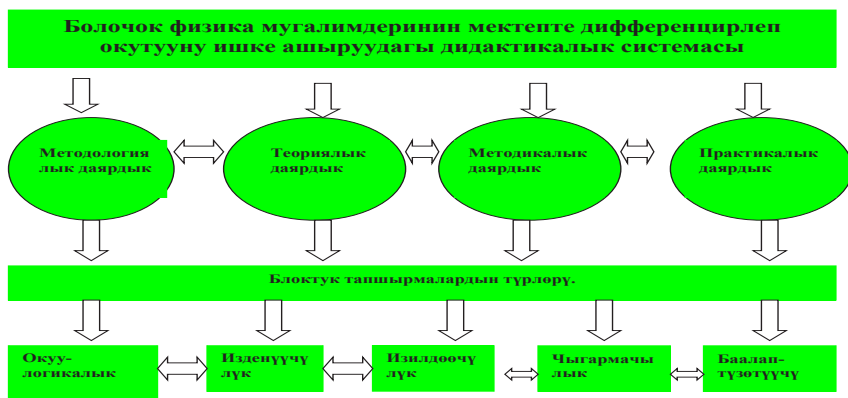 Болочок физика мугалимдеринин мектепте дифференцирлеп
окутууну ишке ашыруудагы дидактикалык системасы
Методология
лык даярдык
Теориялык
даярдык
Методикалык
даярдык
Практикалык
даярдык
Блоктук тапшырмалардын түрлөрү.
Окуу-
логикалык
Изденүүчү
лүк
Изилдөөчү
лүк
Чыгармачы
лык
Баалап-
түзөтүүчү